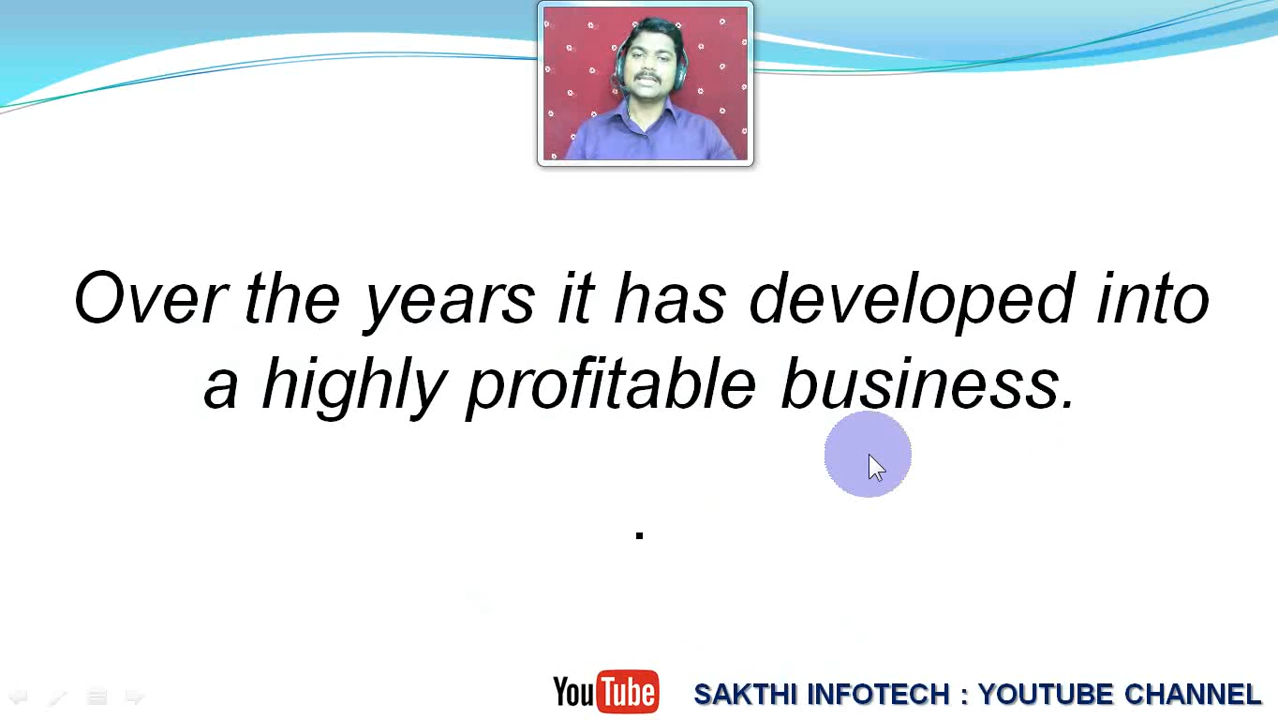 Over the years it has developed into
a highly profitable business.
.
YouTube SAKTHI INFOTECH : YOUTUBE CHANNEL